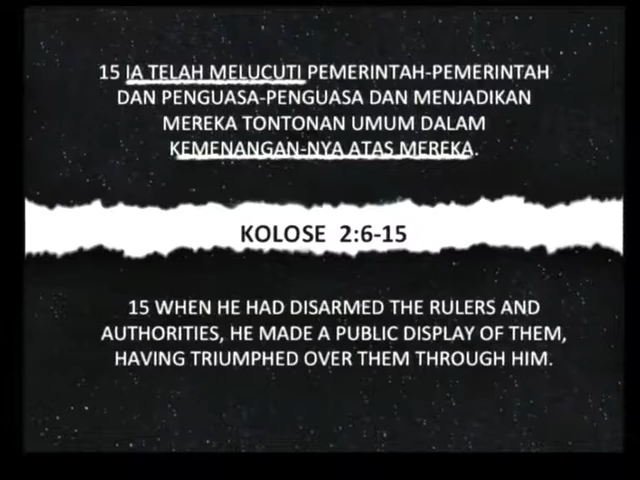 15 IA TELAH MELUCUTI PEMERINTAH-PEMERINTAH
DAN PENGUASA-PENGUASA DAN MENJADIKAN
MEREKA TONTONAN UMUM DALAM
KEMENANGAN-NYA ATAS MEREKA.
KOLOSE 2:6-15
15 WHEN HE HAD DISARMED THE RULERS AND
AUTHORITIES, HE MADE A PUBLIC DISPLAY OF THEM,
HAVING TRIUMPHED OVER THEM THROUGH HIM.